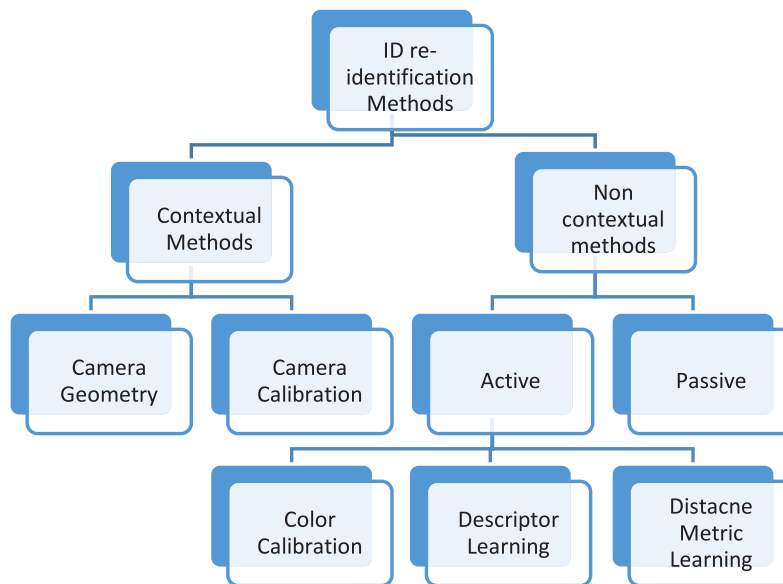 ID re-
identification
Methods
Contextual
Methods
Non
contextual
methods
Camera
Geometry
Camera
Calibration
Active
Passive
Color
Calibration
Descriptor
Learning
Distacne
Metric
Learning